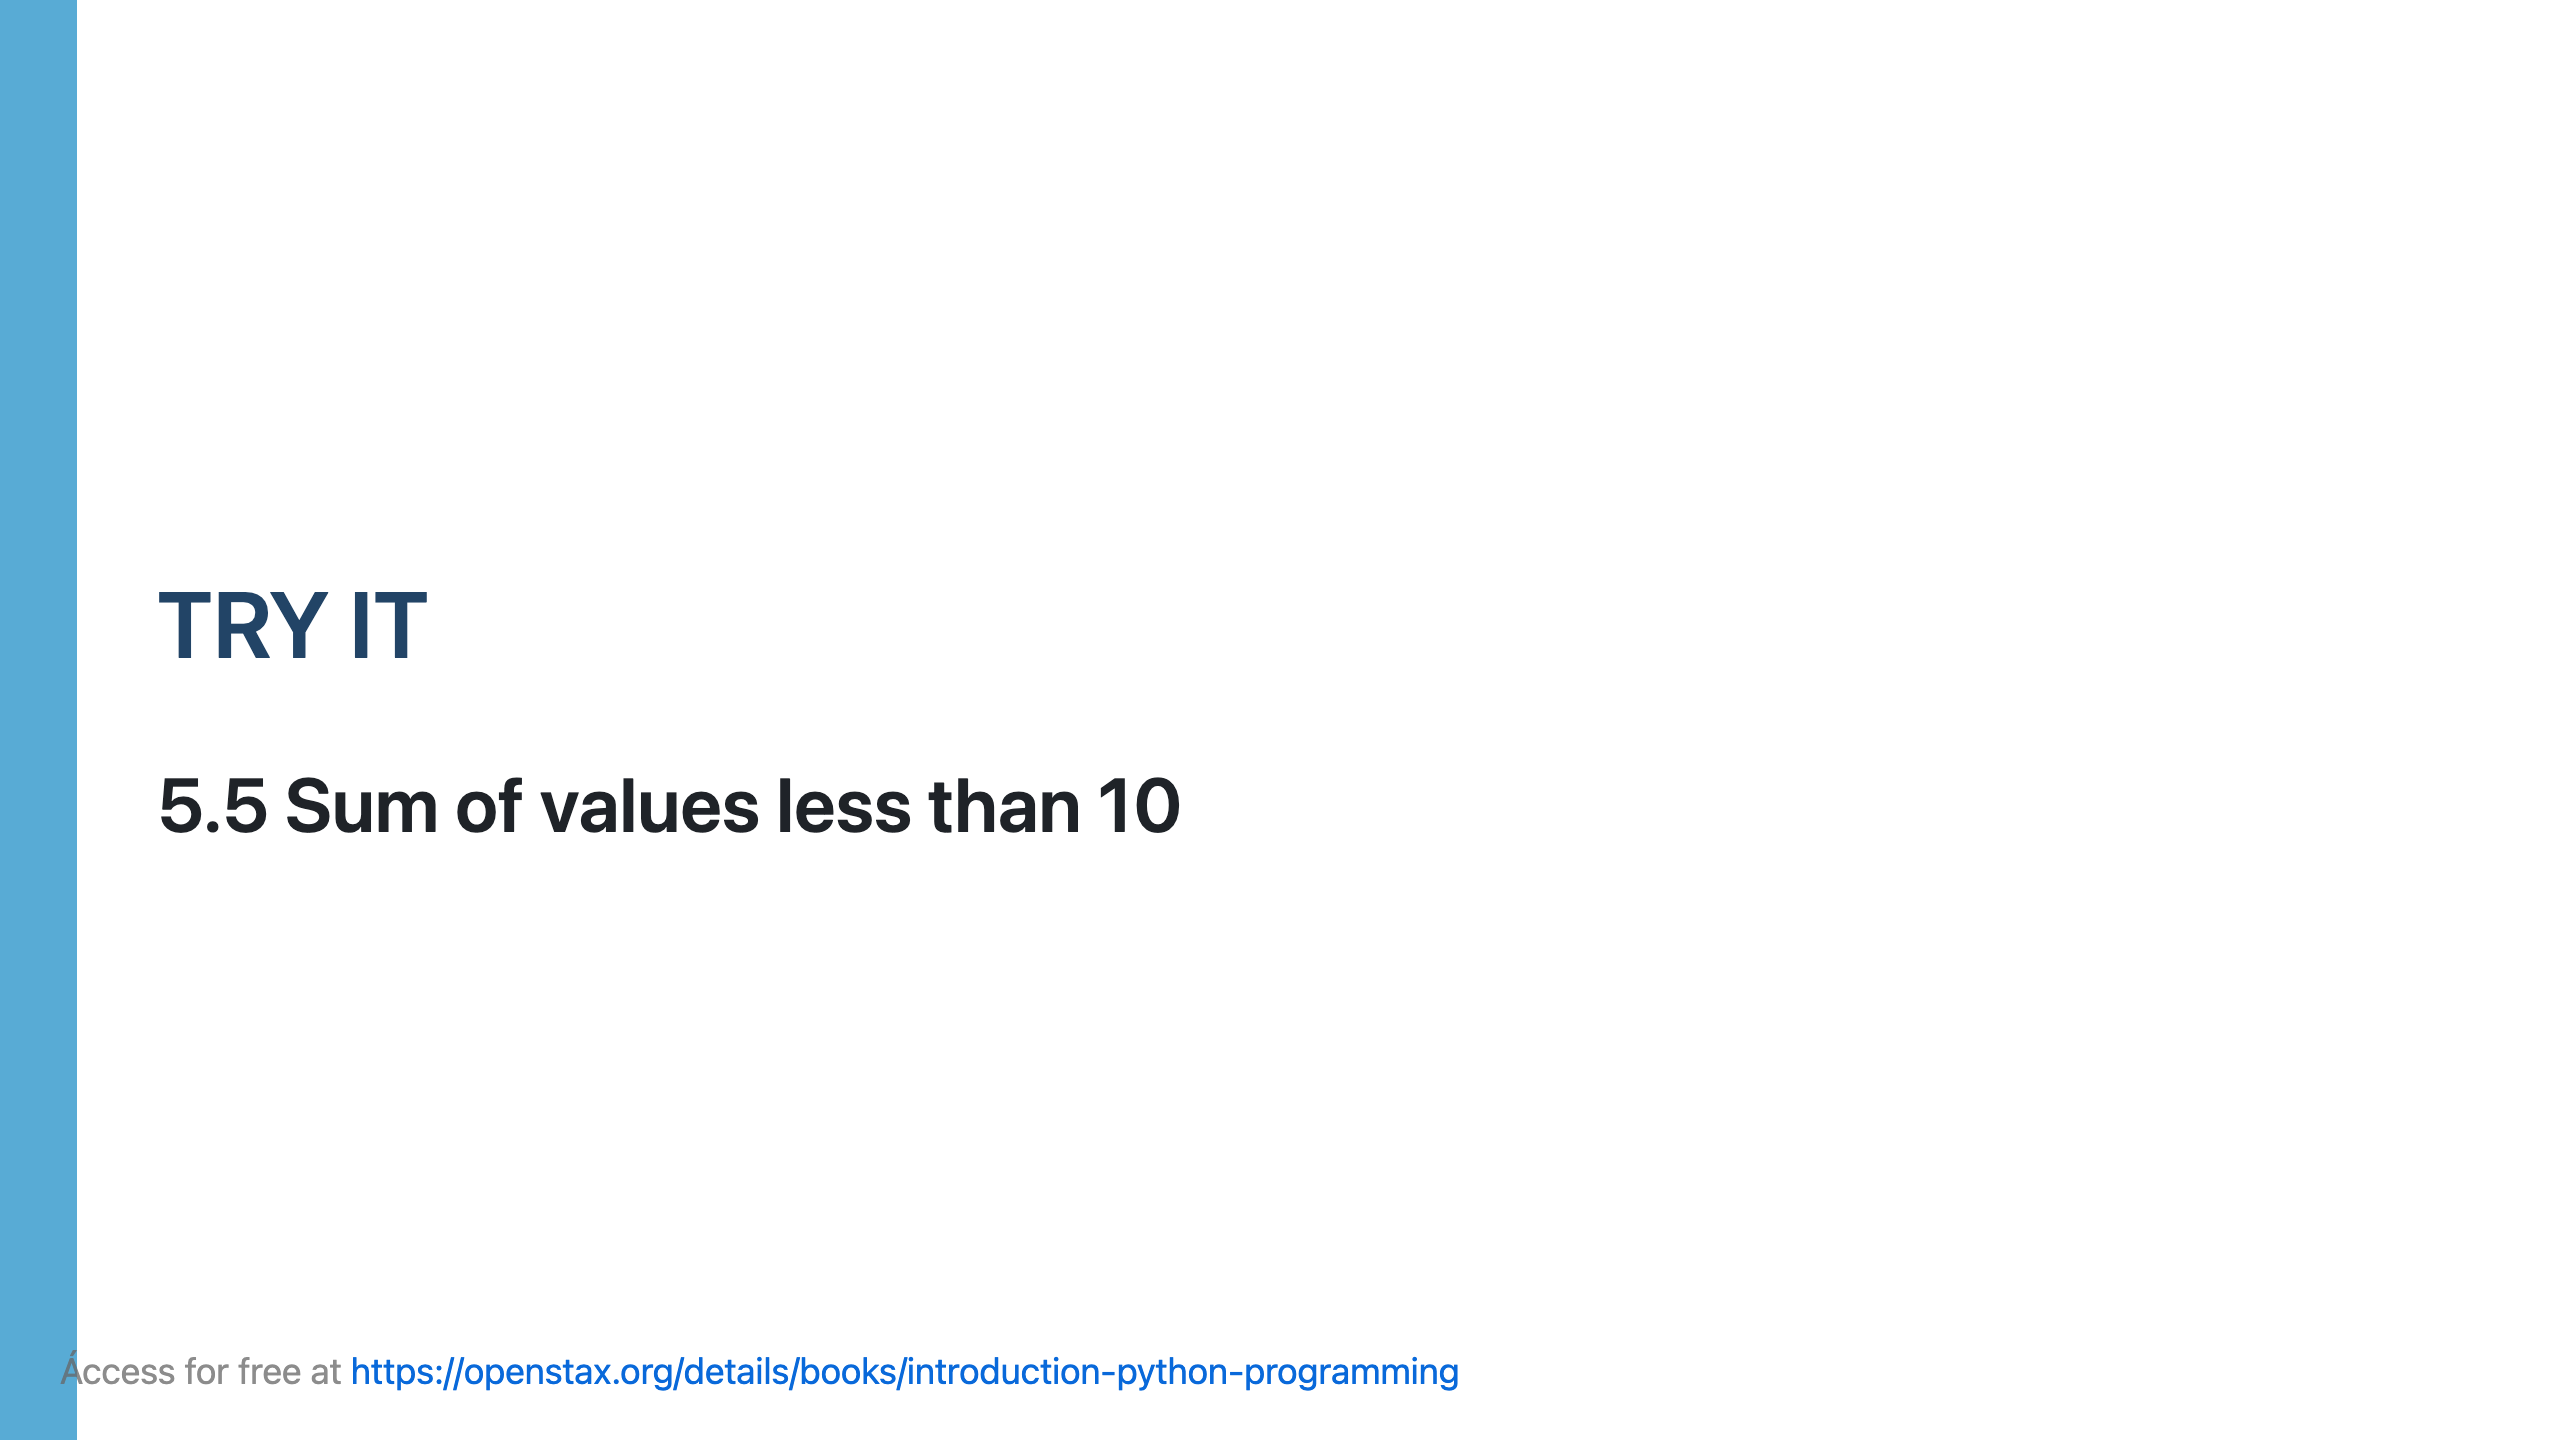 TRY IT
5.5 Sum of values less than 10
Áccess for free at https://openstax.org/details/books/introduction-python-programming